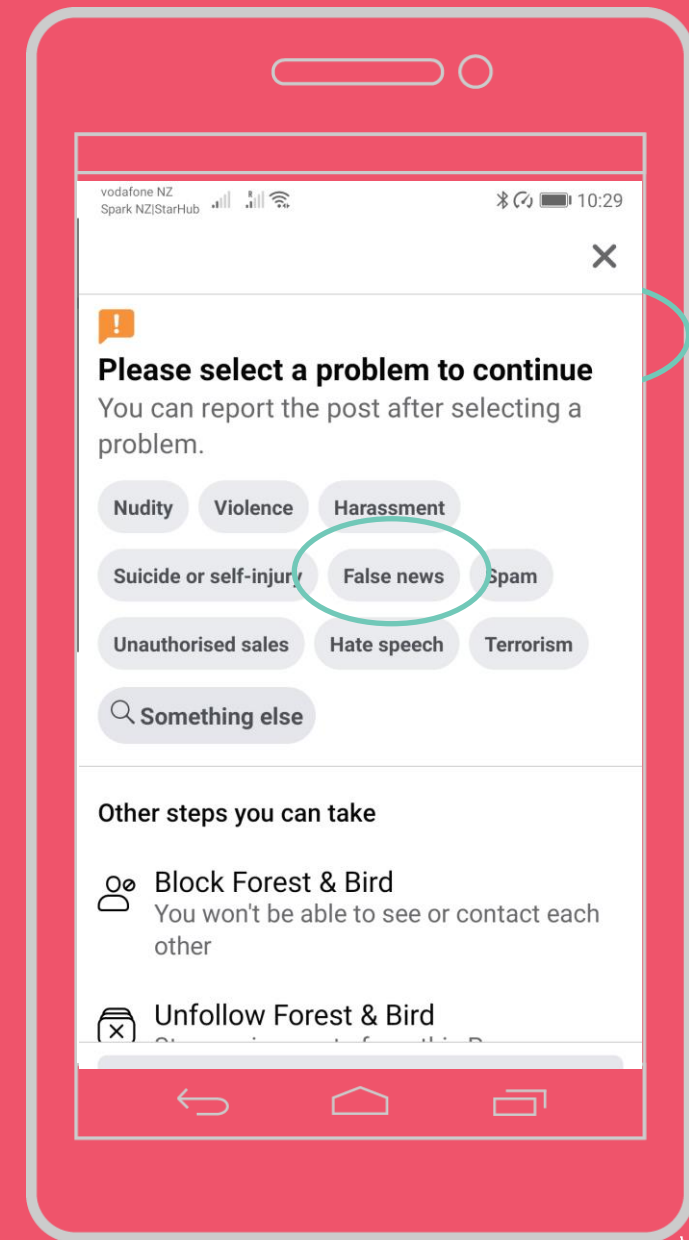 vodafone NZ
Spark NZ|StarHub
10:29
Please select a problem to continue
You can report the post after selecting a
problem.
Nudity Violence Harassment
Suicide or self-injury False news Spam
Unauthorised sales Hate speech Terrorism
Something else
Other steps you can take
Block Forest & Bird
You won't be able to see or contact each
other
Unfollow Forest & Bird